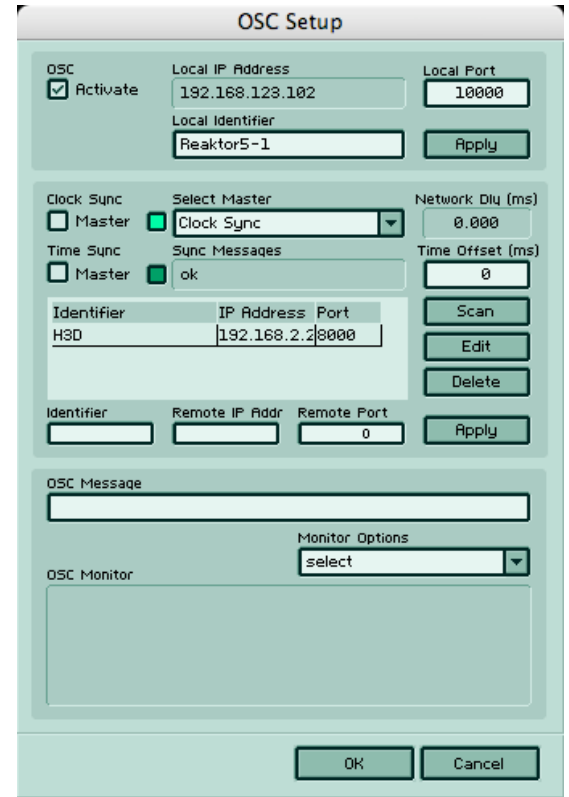 OSC Setup
OSC Local IP Address Local Port
Activate 192.168.123.102 10000
Local Identifier
Reaktor5-1 Apply
Clock Sync Select Master Network Dly (ms)
Master Clock Sync 0.000
Time Sync Sync Messages Time Offset (ms)
Master ok 0
Identifier IP Address Port Scan
H3D 192.168.2.2 8000
Edit
Delete
Identifier Remote IP Addr Remote Port
0 Apply
OSC Message
Monitor Options
select
OSC Monitor
OK Cancel